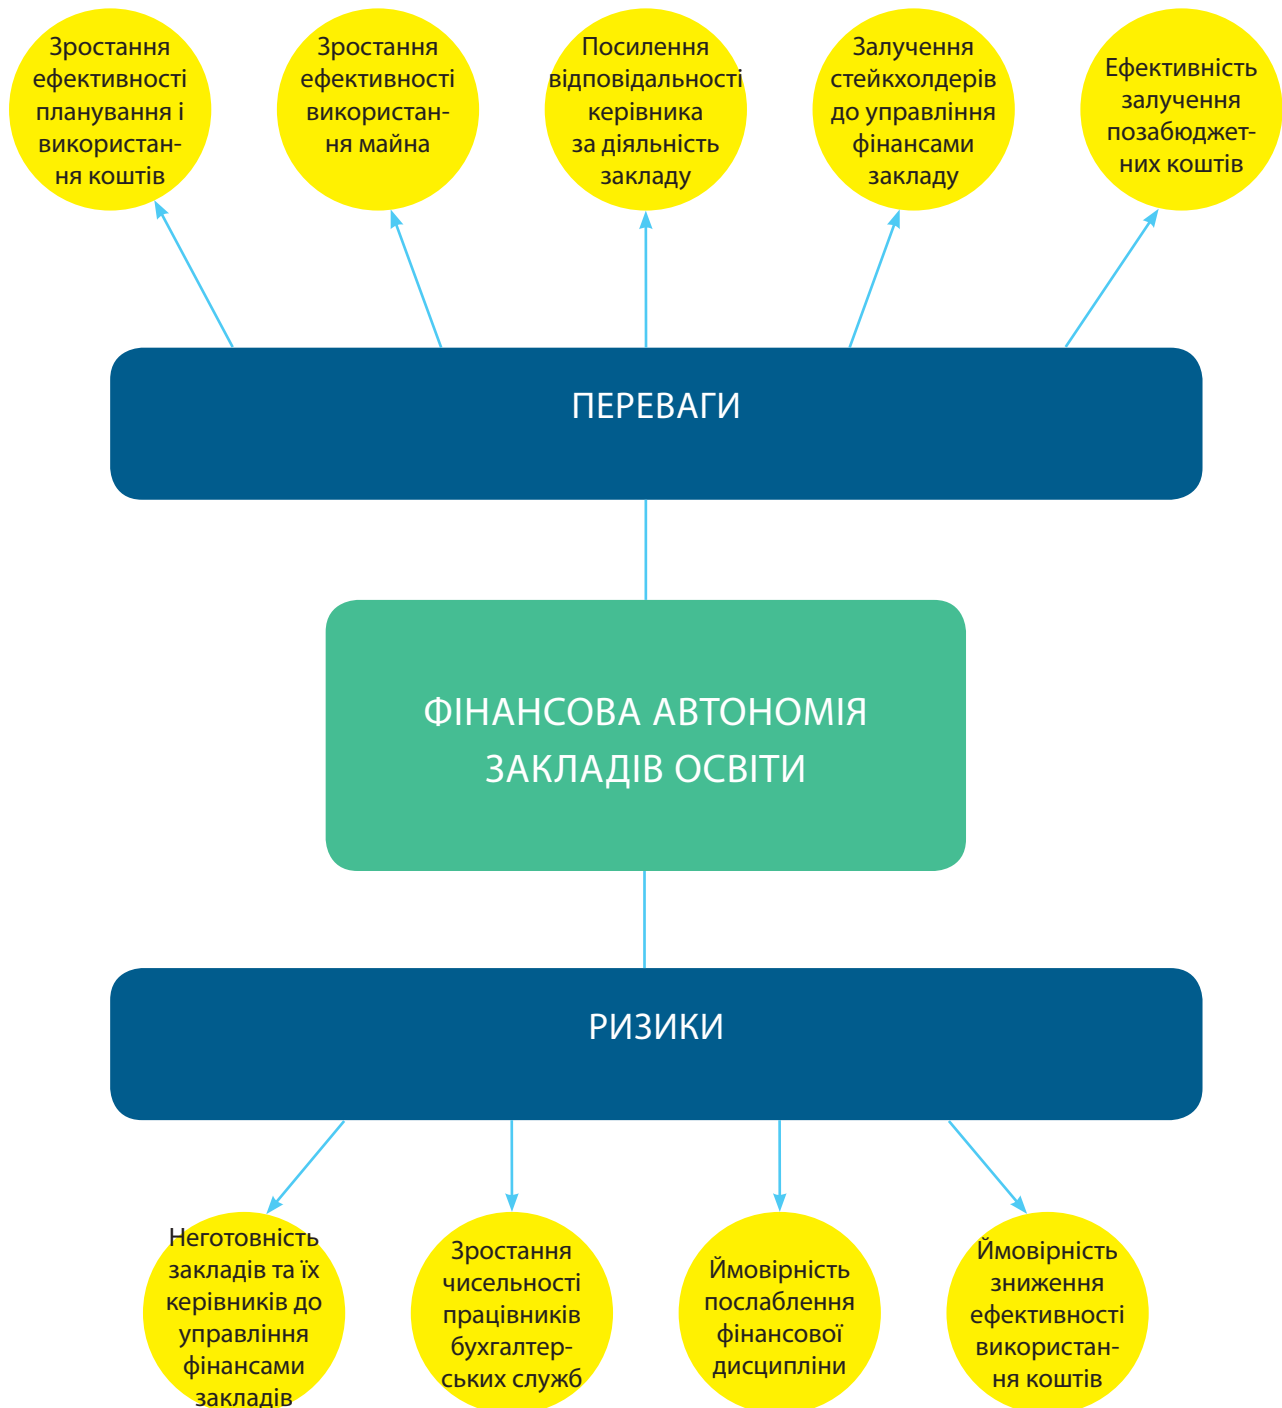 Зростання
ефективності
планування і
використан-
ня коштів
Зростання
ефективності
використан-
ня майна
Посилення
відповідальності
керівника
за діяльність
закладу
Залучення
стейкхолдерів
до управління
фінансами
закладу
Ефективність
залучення
позабюджет-
них коштів
ПЕРЕВАГИ
ФІНАНСОВА АВТОНОМІЯ
ЗАКЛАДІВ ОСВІТИ
РИЗИКИ
Неготовність
закладів та їх
керівників до
управління
фінансами
закладів
Зростання
чисельності
працівників
бухгалтер-
ських служб
Ймовірність
послаблення
фінансової
дисципліни
Ймовірність
зниження
ефективності
використан-
ня коштів